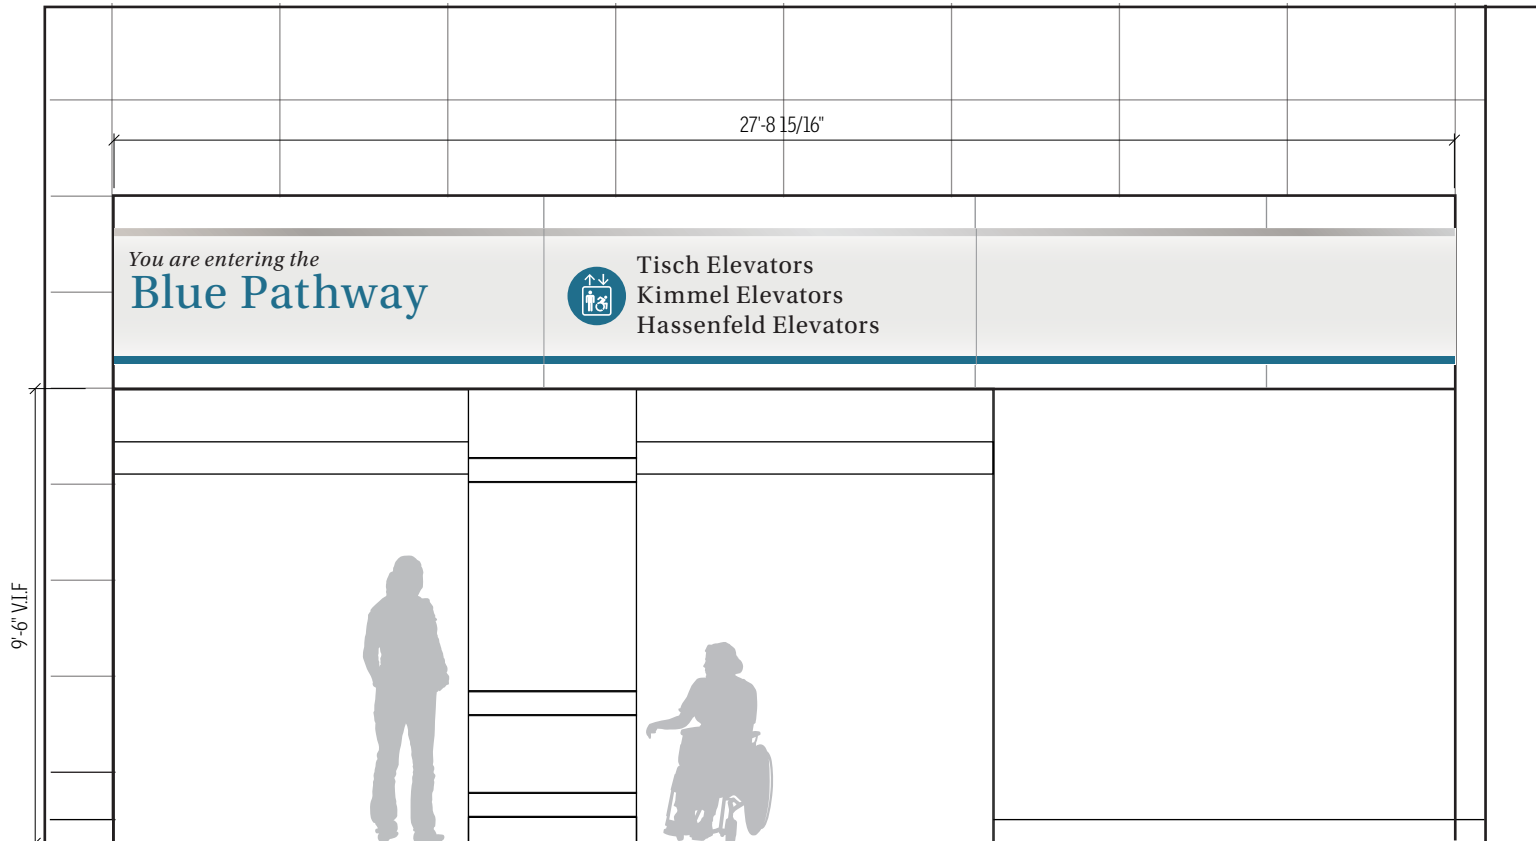 27'-8 15/16"
You are entering the
Blue Pathway
Tisch Elevators
Kimmel Elevators
Hassenfeld Elevators
9'-6" V.I.F